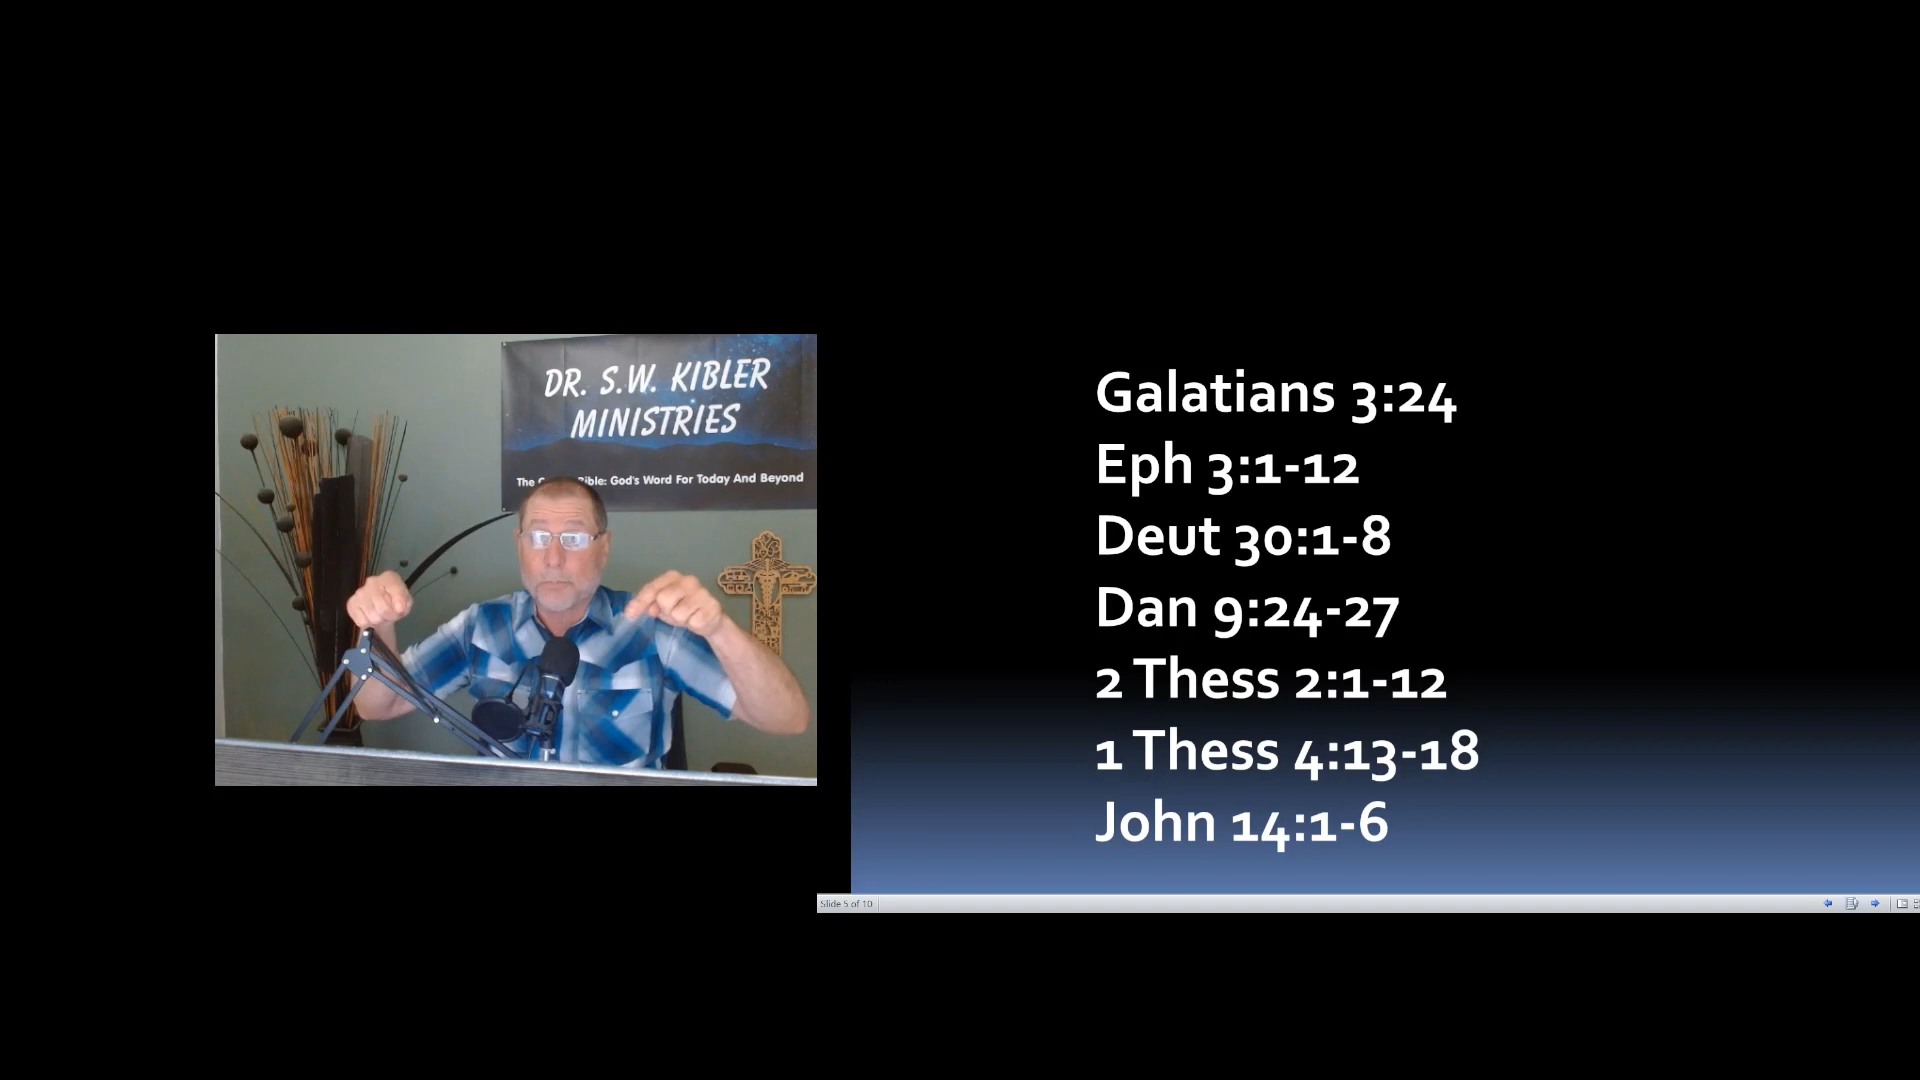 DR. S.W. KIBLER
MINISTRIES
The Bible: God's Word For Today And Beyond
Galatians 3:24
Eph 3:1-12
Deut 30:1-8
Dan 9:24-27
2 Thess 2:1-12
1 Thess 4:13-18
John 14:1-6
Slide 5 of 10